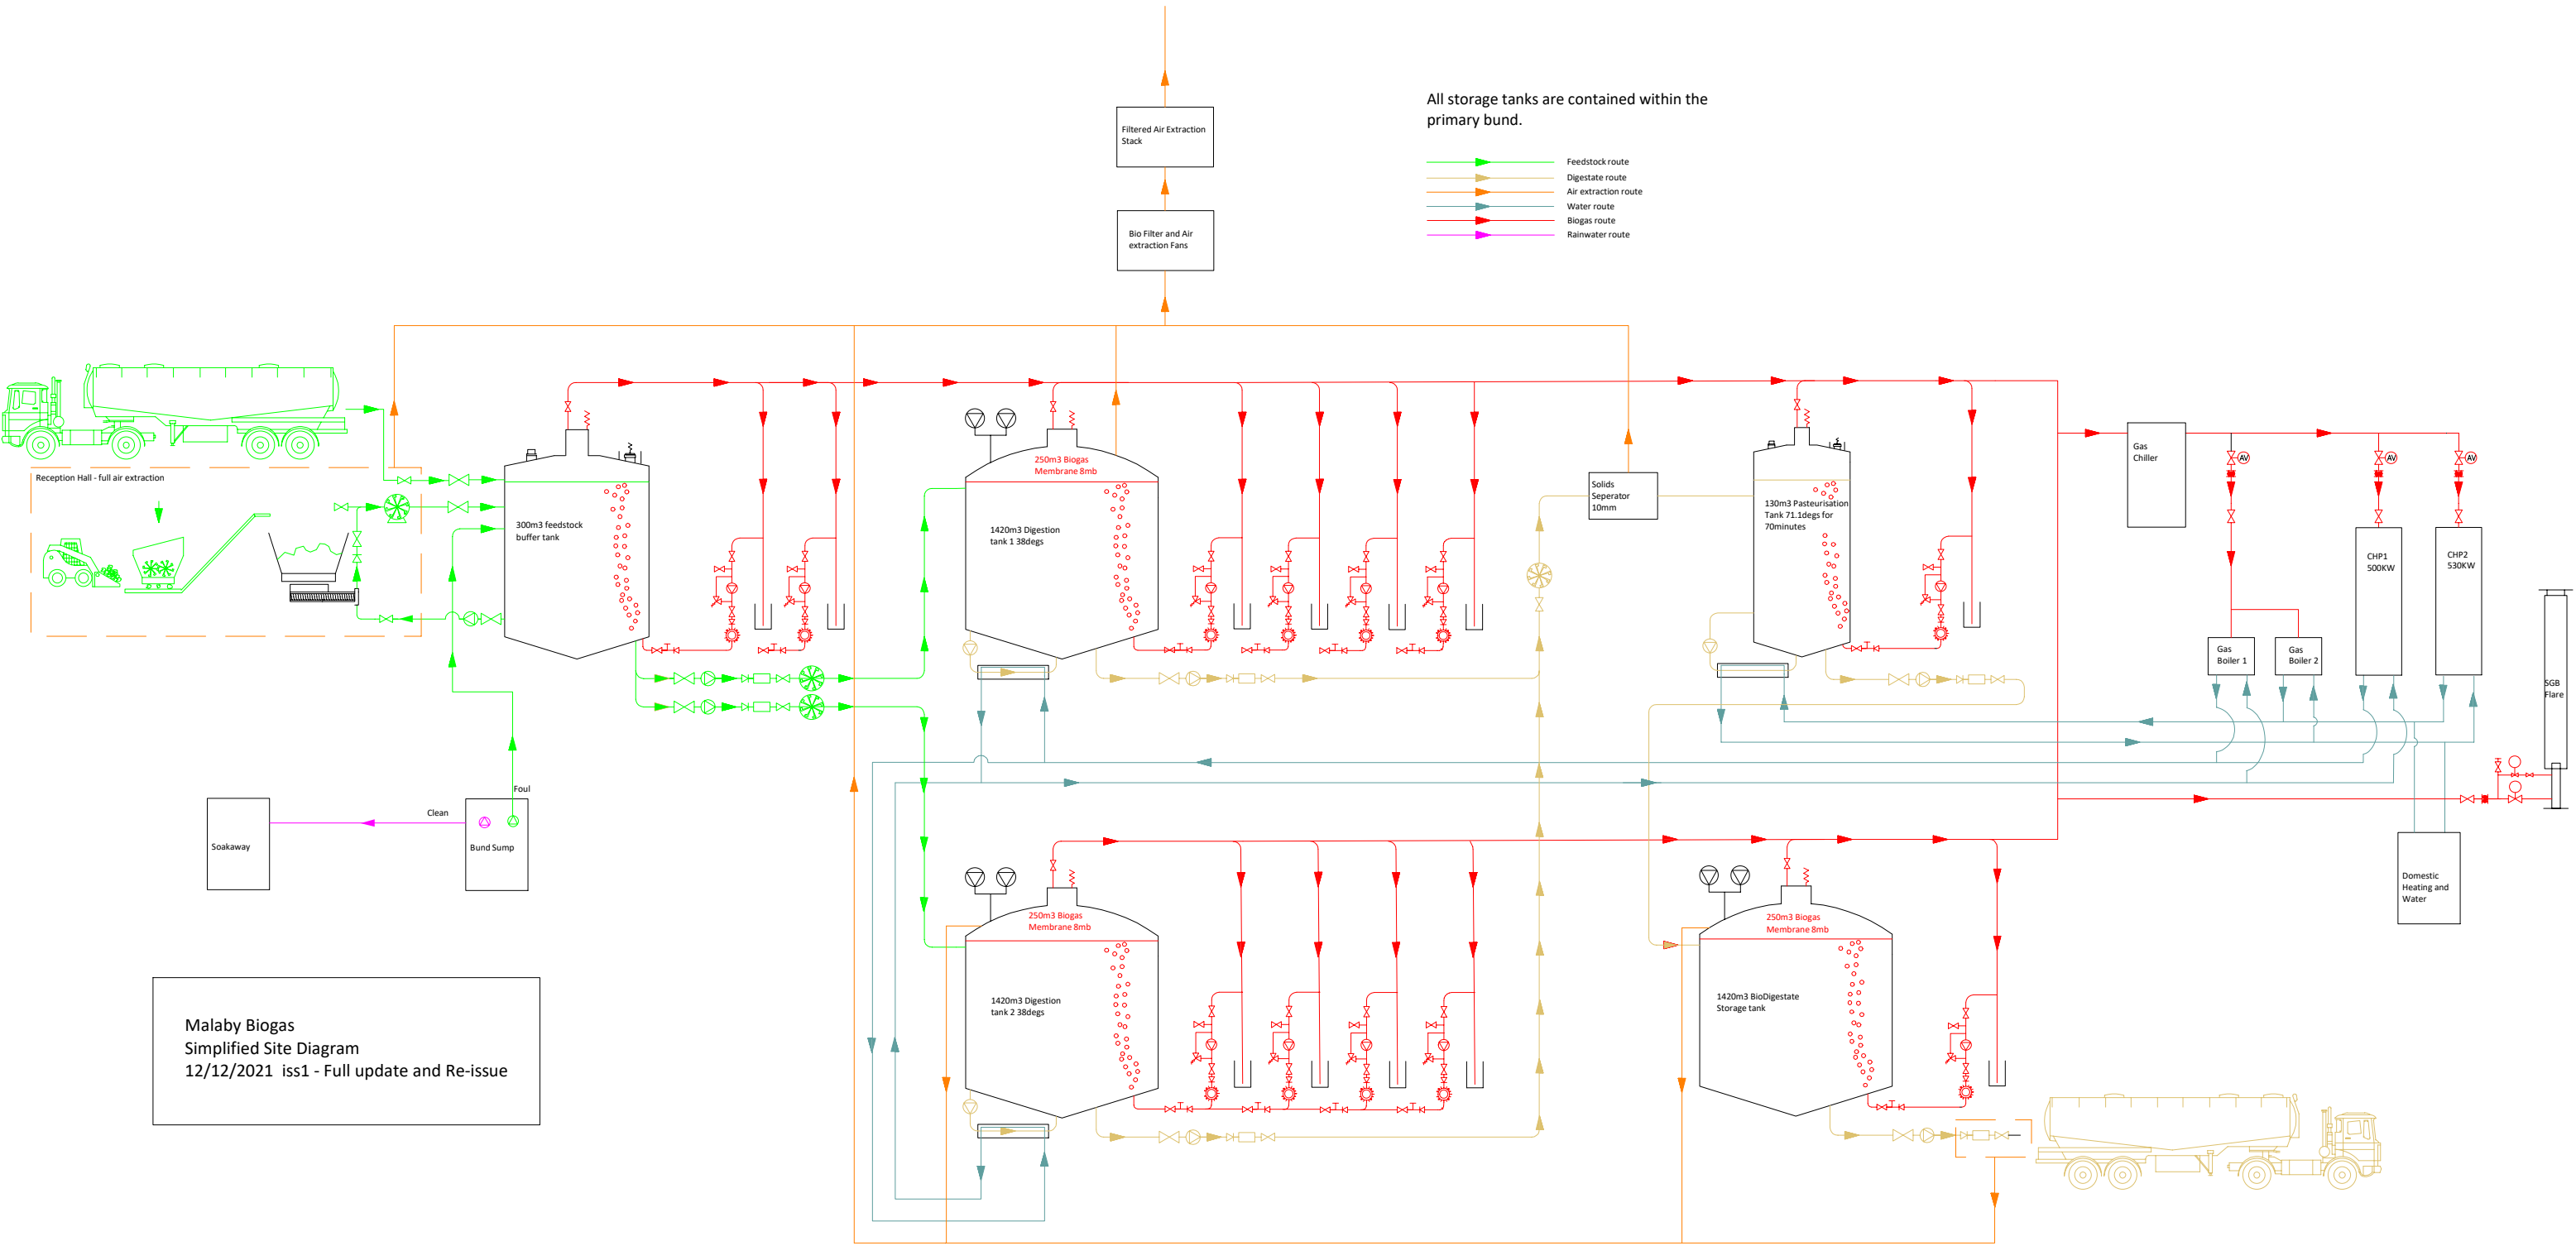 Filtered Air Extraction
Stack
Bio Filter and Air
extraction Fans
All storage tanks are contained within the
primary bund.
Feedstock route
Digestate route
Air extraction route
Water route
Biogas route
Rainwater route
Reception Hall - full air extraction
300m3 feedstock
buffer tank
250m3 Biogas
Membrane 8mb
1420m3 Digestion
tank 1 38degs
Solids
Seperator
10mm
130m3 Pasteurisation
Tank 71.1degs for
70minutes
Gas
Chiller
AV
AV
AV
CHP1
500KW
CHP2
530KW
Gas
Boiler 1
Gas
Boiler 2
SGB
Flare
Foul
Clean
Soakaway
Bund Sump
250m3 Biogas
Membrane 8mb
1420m3 Digestion
tank 2 38degs
250m3 Biogas
Membrane 8mb
1420m3 BioDigestate
Storage tank
Domestic
Heating and
Water
Malaby Biogas
Simplified Site Diagram
12/12/2021 iss1 - Full update and Re-issue